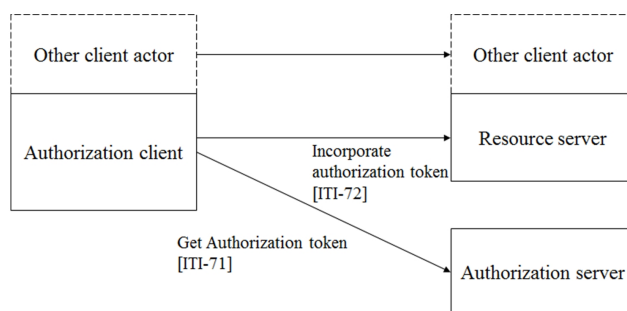 Other client actor
Other client actor
Authorization client
Resource server
Incorporate
authorization token
[ITI-72]
Get Authorization token
[ITI-71]
Authorization server